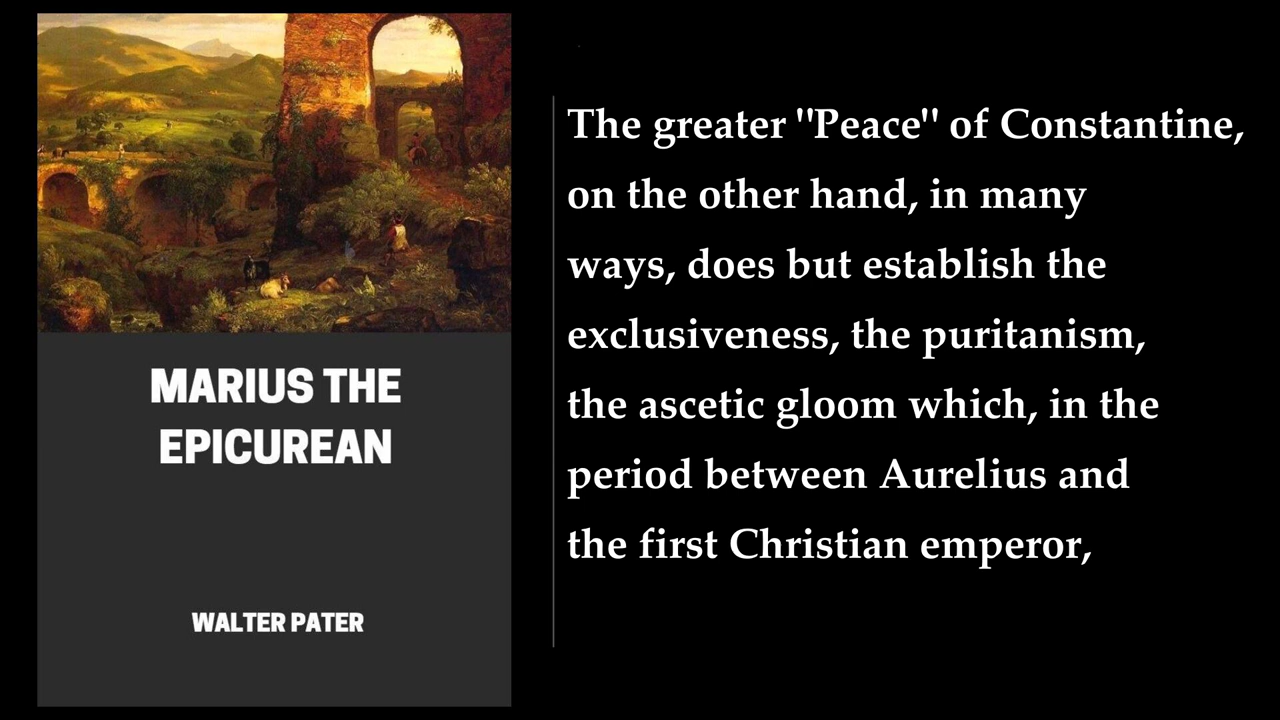 MARIUS THE
EPICUREAN
WALTER PATER
The greater "Peace" of Constantine,
on the other hand, in many
ways, does but establish the
exclusiveness, the puritanism,
the ascetic gloom which, in the
period between Aurelius and
the first Christian emperor,